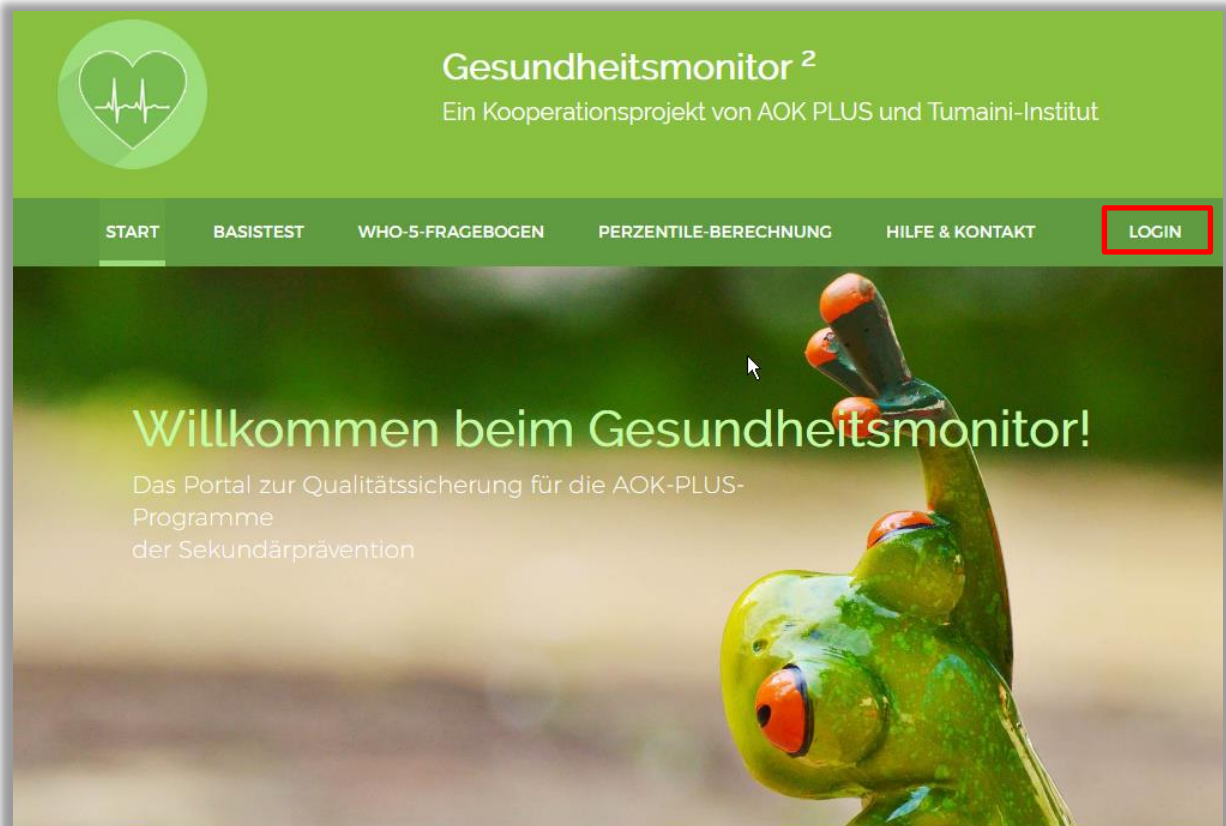 Gesundheitsmonitor ²
Ein Kooperationsprojekt von AOK PLUS und Tumaini-Institut
START BASISTEST WHO-5-FRAGEBOGEN PERZENTILE-BERECHNUNG HILFE & KONTAKT LOGIN
Willkommen beim Gesundheitsmonitor!
Das Portal zur Qualitätssicherung für die AOK-PLUS-
Programme
der Sekundärprävention